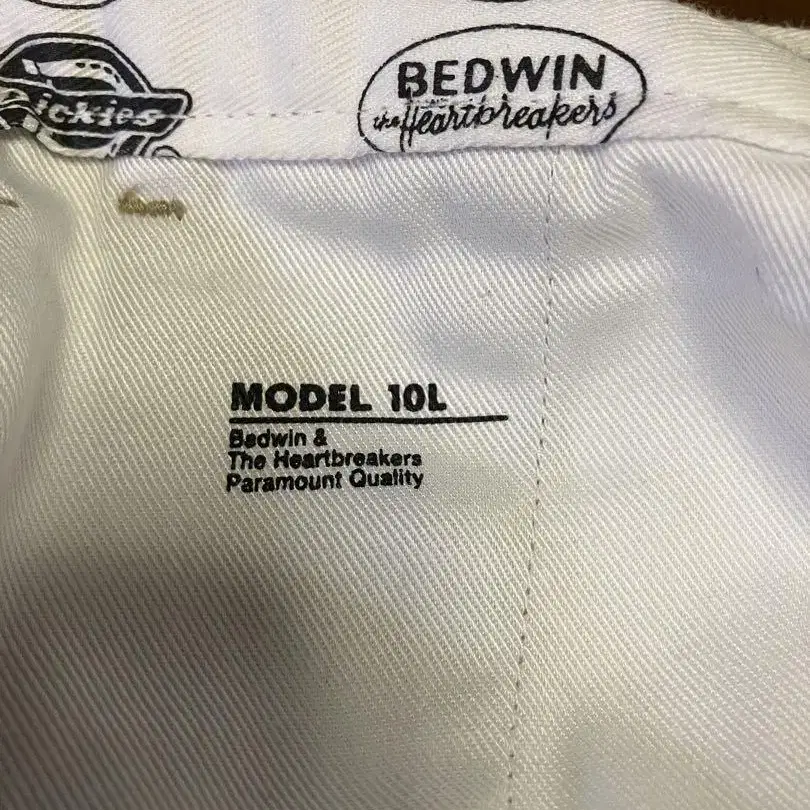 Dickies
BEDWIN
the Heartbreakers
MODEL 10L
Bedwin &
The Heartbreakers
Paramount Quality